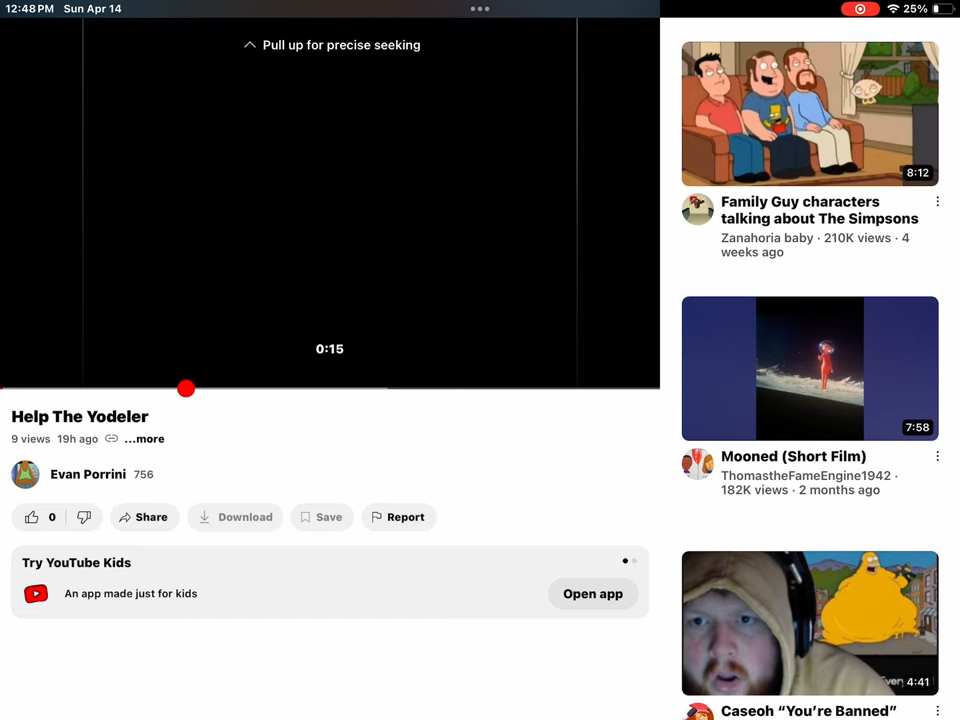 12:48 PM Sun Apr 14
25%
Pull up for precise seeking
0:15
Help The Yodeler
9 views 19h ago ...more
Evan Porrini 756
0 Share Download Save Report
Try YouTube Kids
An app made just for kids
Open app
8:12
Family Guy characters
talking about The Simpsons
Zanahoria baby · 210K views · 4
weeks ago
7:58
Mooned (Short Film)
ThomastheFameEngine1942 ·
182K views · 2 months ago
4:41
Caseoh “You’re Banned”